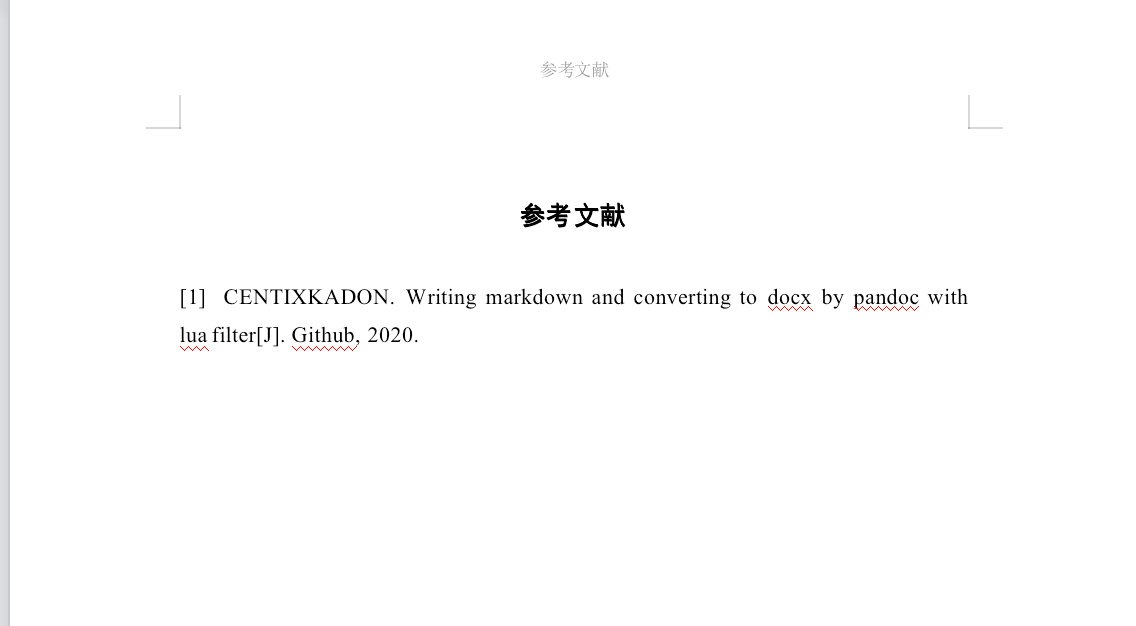 参考文献
参考文献
[1] CENTIXKADON. Writing markdown and converting to docx by pandoc with
lua filter[J]. Github, 2020.